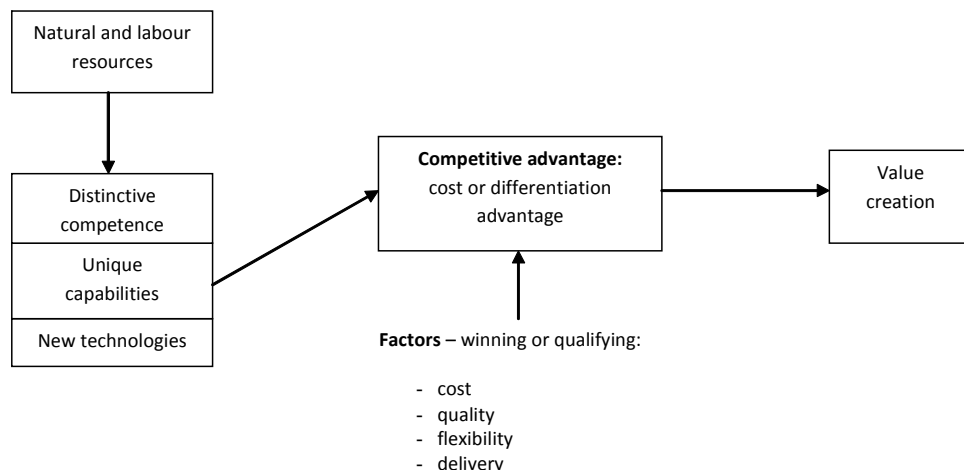 Natural and labour
resources
Distinctive
competence
Unique
capabilities
New technologies
Competitive advantage:
cost or differentiation
advantage
Value
creation
Factors – winning or qualifying:
- cost
- quality
- flexibility
- delivery